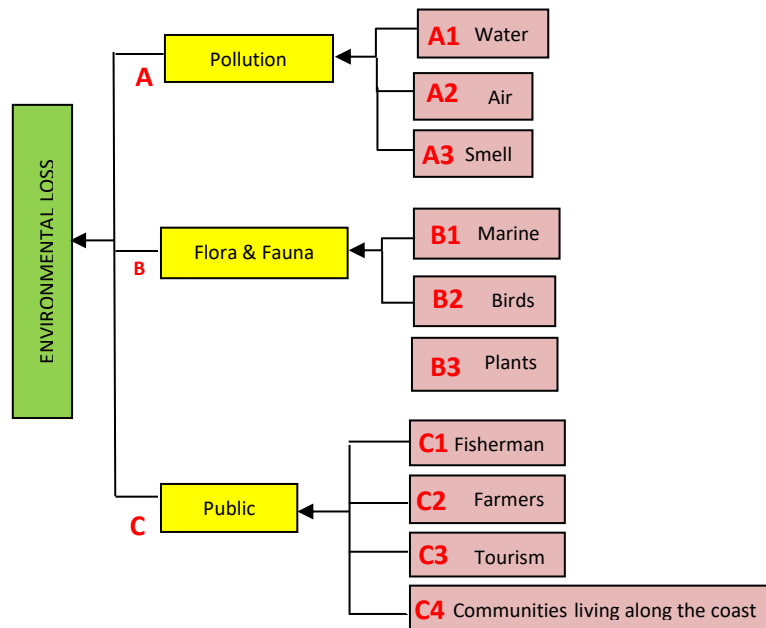 ENVIRONMENTAL LOSS
A
Pollution
A1 Water
A2 Air
A3 Smell
B
Flora & Fauna
B1 Marine
B2 Birds
B3 Plants
C
Public
C1 Fisherman
C2 Farmers
C3 Tourism
C4 Communities living along the coast